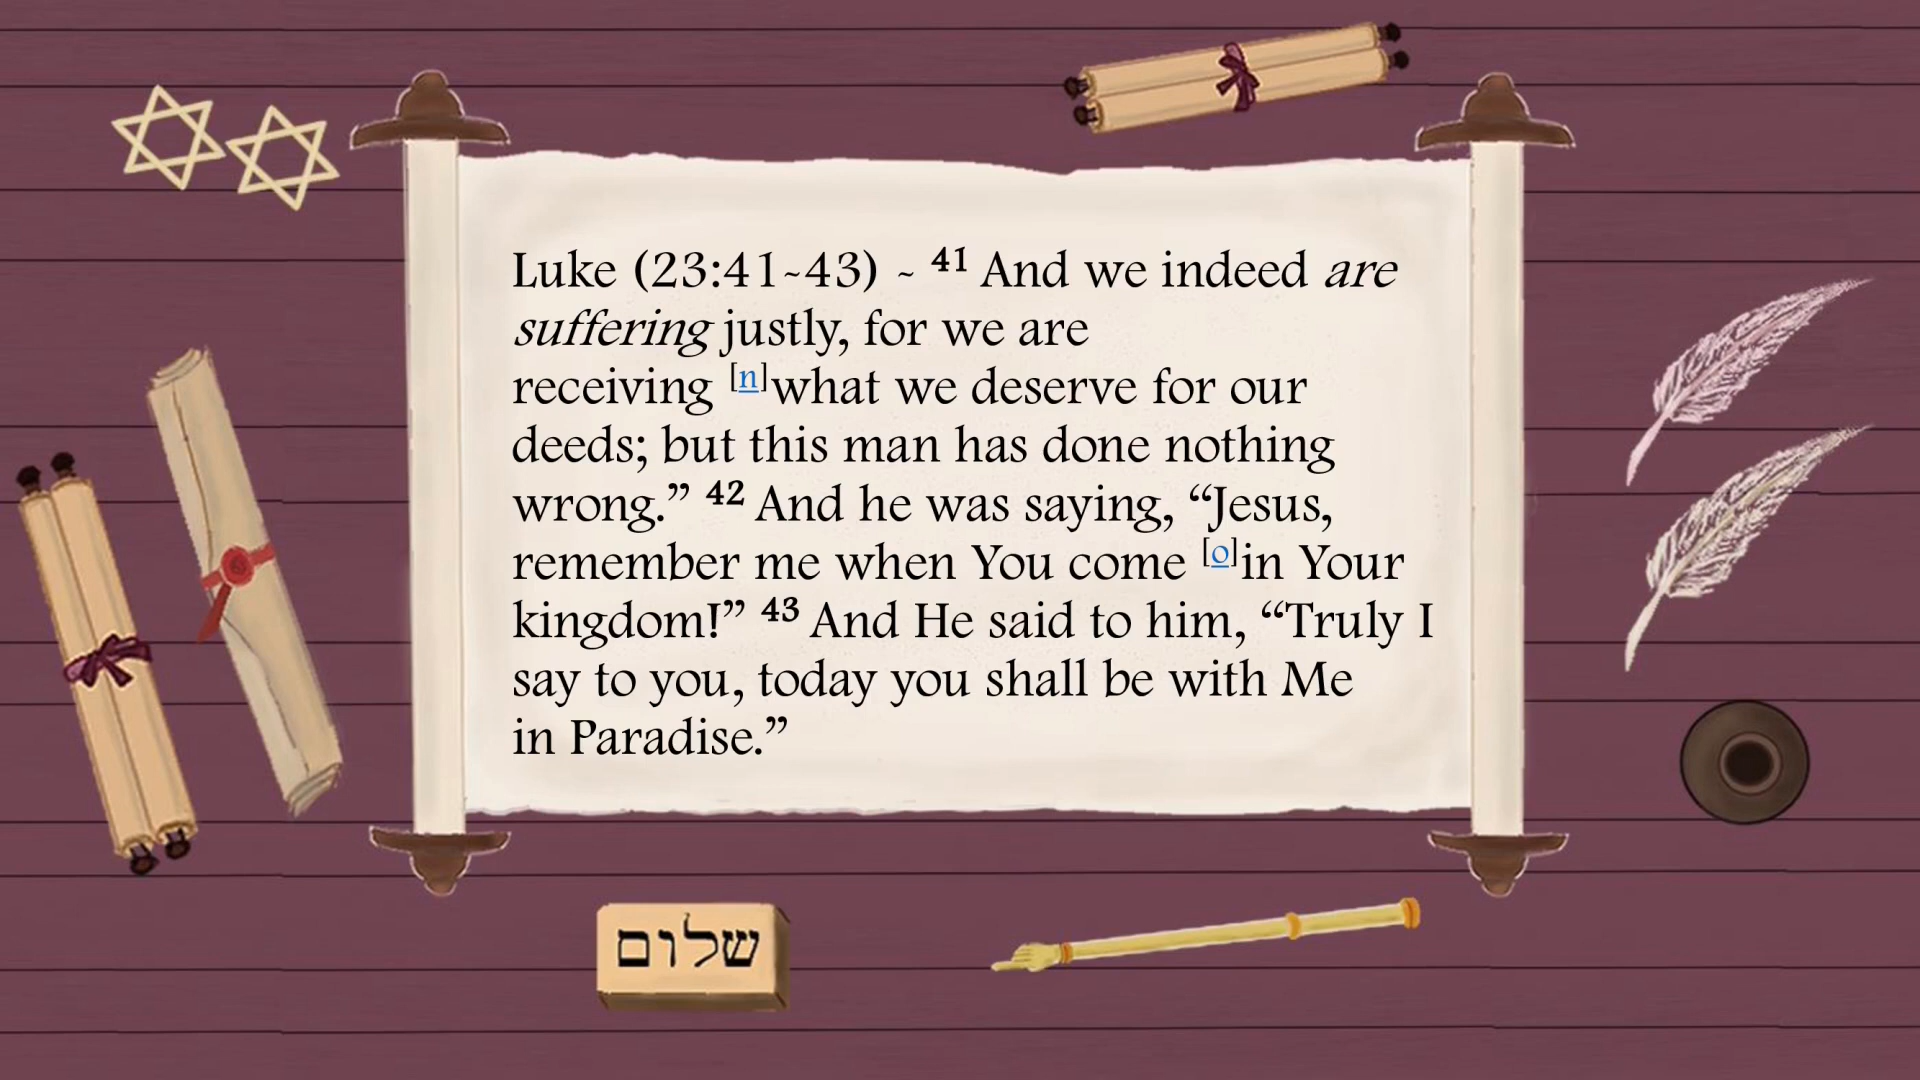 Luke (23:41~43) ~ 41 And we indeed are
suffering justly, for we are
receiving [n]what we deserve for our
deeds; but this man has done nothing
wrong.” 42 And he was saying, “Jesus,
remember me when You come [o]in Your
kingdom!” 43 And He said to him, “Truly I
say to you, today you shall be with Me
in Paradise.”
שלום